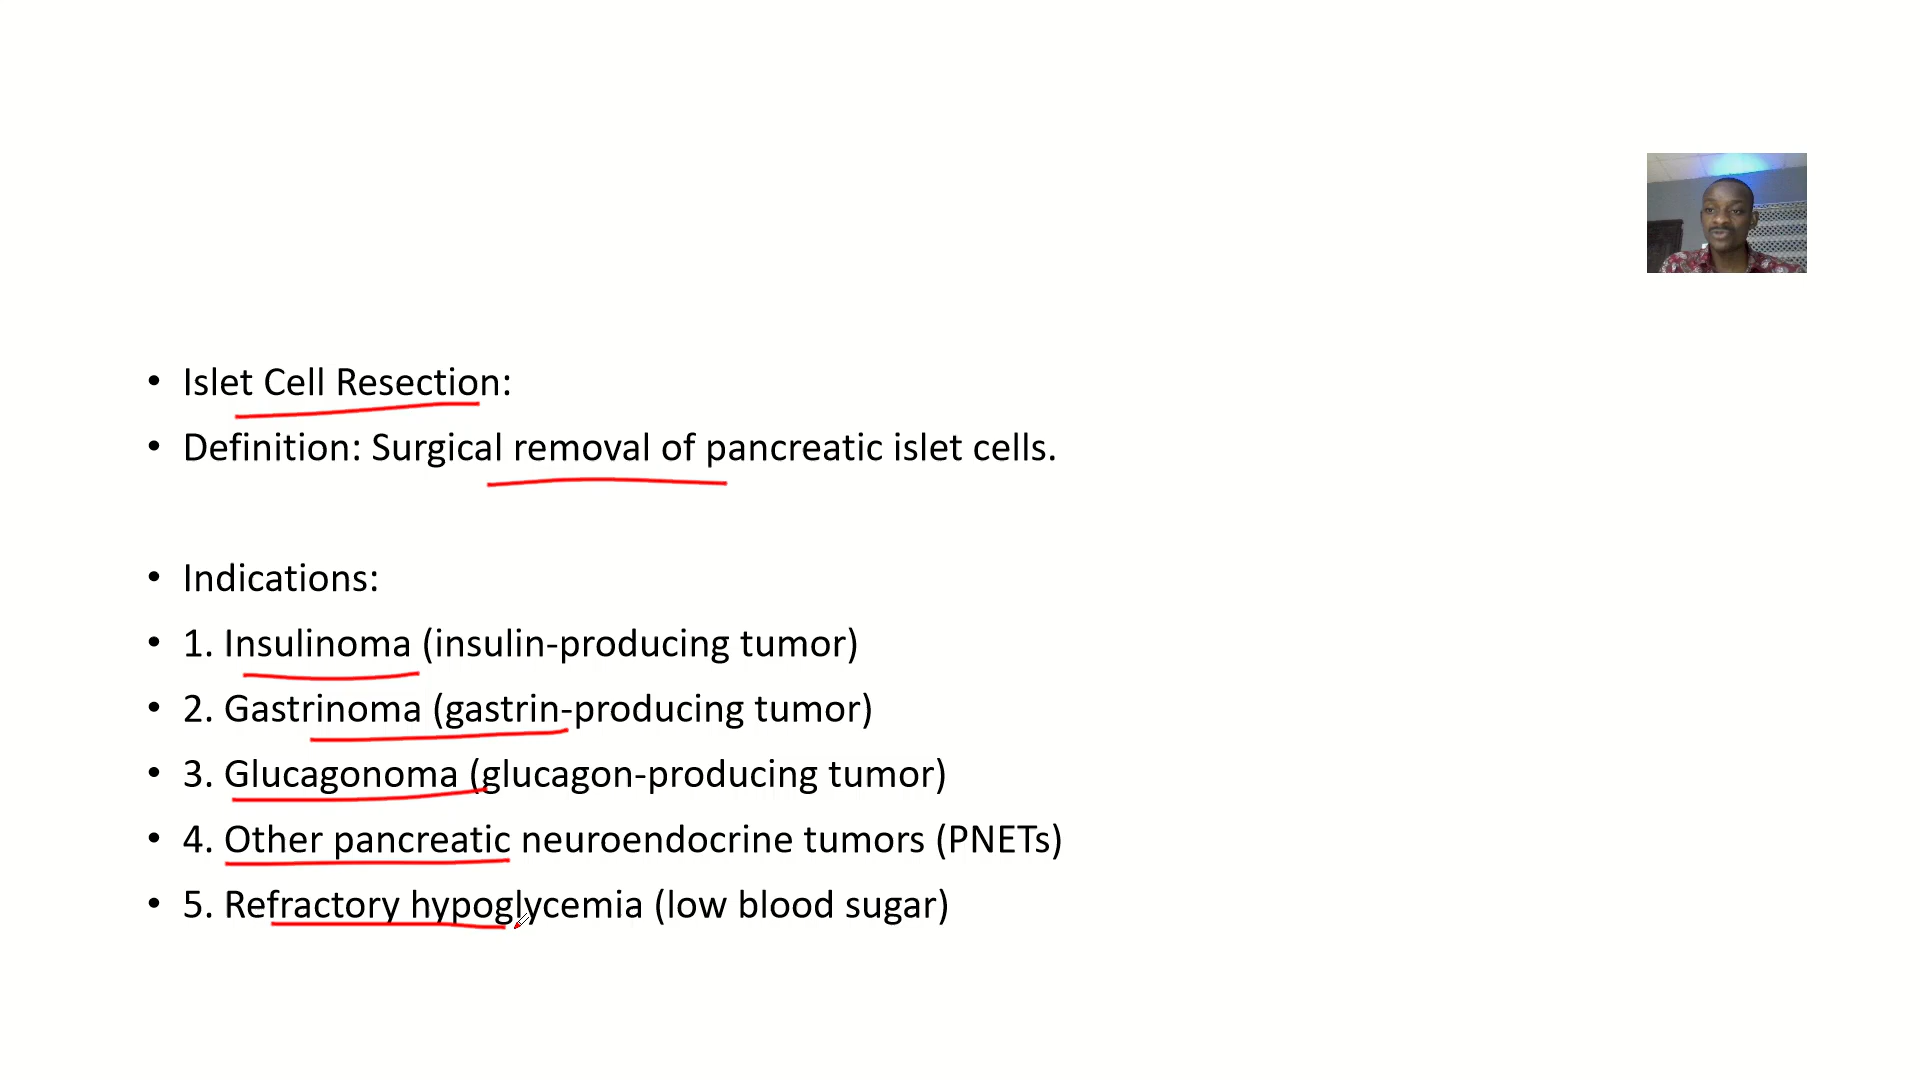 • Islet Cell Resection:
• Definition: Surgical removal of pancreatic islet cells.
• Indications:
• 1. Insulinoma (insulin-producing tumor)
• 2. Gastrinoma (gastrin-producing tumor)
• 3. Glucagonoma (glucagon-producing tumor)
• 4. Other pancreatic neuroendocrine tumors (PNETs)
• 5. Refractory hypoglycemia (low blood sugar)